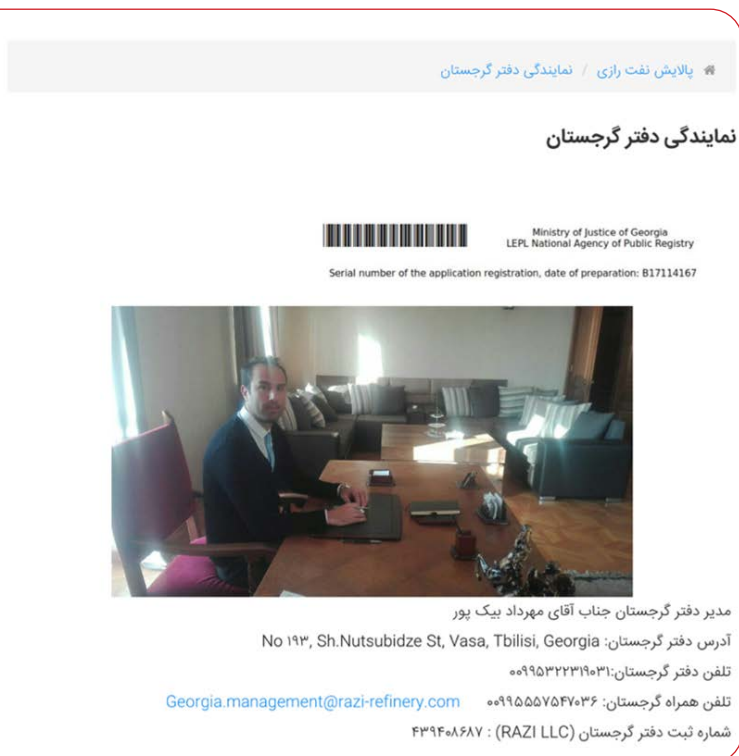 پالایش نفت رازی / نمایندگی دفتر گرجستان
نمایندگی دفتر گرجستان
Ministry of Justice of Georgia
LEPL National Agency of Public Registry
Serial number of the application registration, date of preparation: B17114167
مدیر دفتر گرجستان جناب آقای مهرداد بیک پور
آدرس دفتر گرجستان: No ۱۹۳, Sh.Nutsubidze St, Vasa, Tbilisi, Georgia
تلفن دفتر گرجستان:۰۰۹۹۵۳۲۲۳۱۹۰۳۱
تلفن همراه گرجستان: ۰۰۹۹۵۵۵۷۵۴۷۰۳۶ Georgia.management@razi-refinery.com
شماره ثبت دفتر گرجستان (RAZI LLC) : ۴۳۹۴۰۸۶۸۷